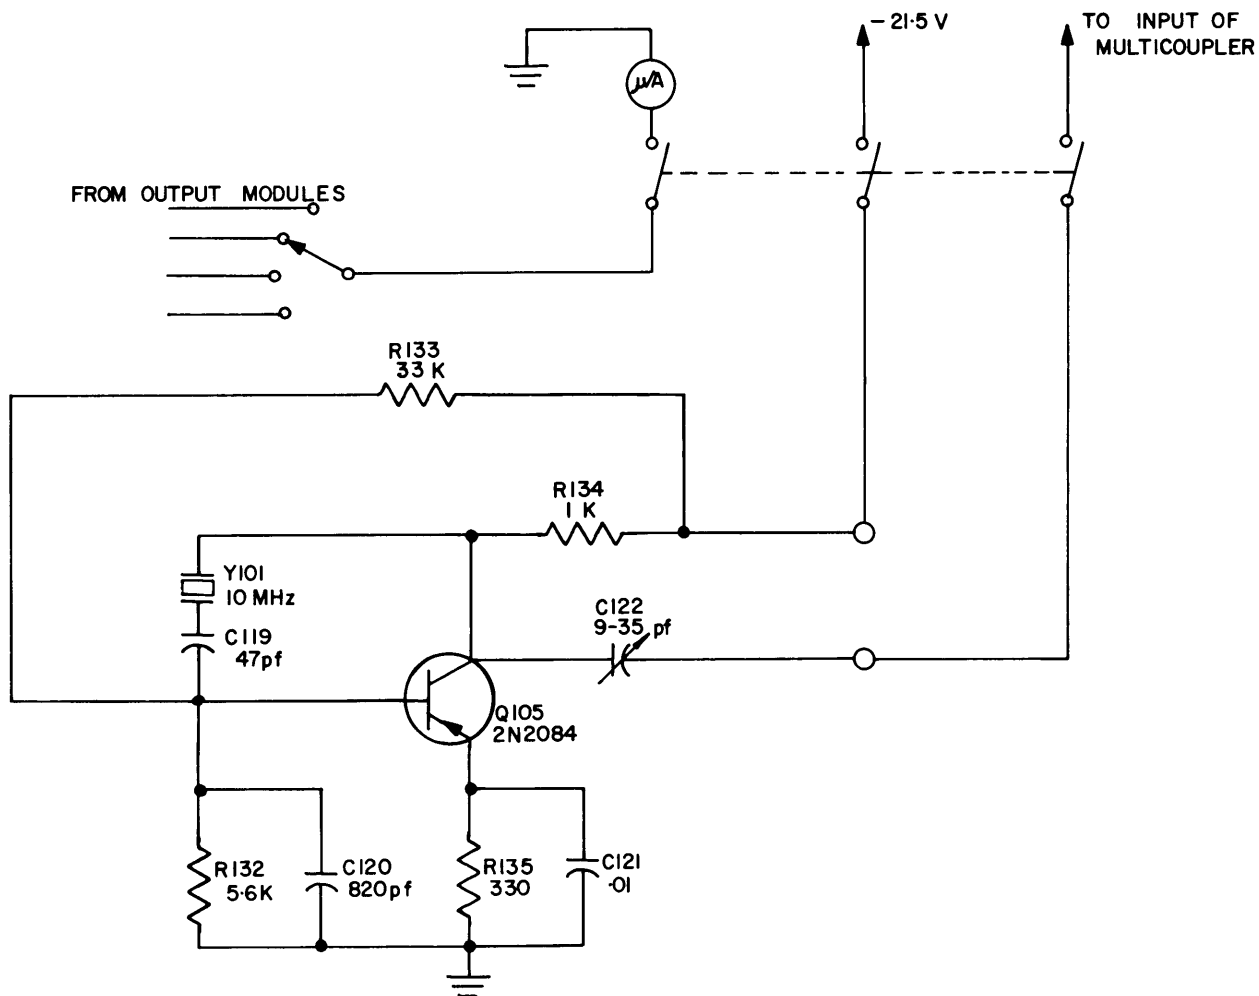 -21·5 V
TO INPUT OF
MULTICOUPLER
μA
FROM OUTPUT MODULES
R133
33 K
R134
1 K
Y101
10 MHz
C119
47pf
C122
9-35 pf
Q105
2N2084
R132
5·6K
C120
820pf
R135
330
C121
·01